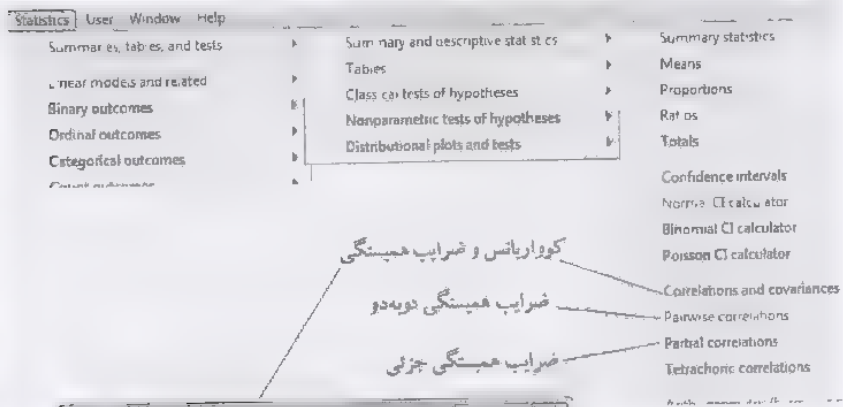 Statistics User Window Help
Summaries, tables, and tests
Linear models and related
Binary outcomes
Ordinal outcomes
Categorical outcomes
Summary and descriptive statistics
Tables
Classical tests of hypotheses
Nonparametric tests of hypotheses
Distributional plots and tests
Summary statistics
Means
Proportions
Ratios
Totals
Confidence intervals
Normal CI calculator
Binomial CI calculator
Poisson CI calculator
Correlations and covariances
Pairwise correlations
Partial correlations
Tetrachoric correlations
کوواریانس و ضرایب همبستگی
ضرایب همبستگی دوبه‌دو
ضرایب همبستگی جزئی